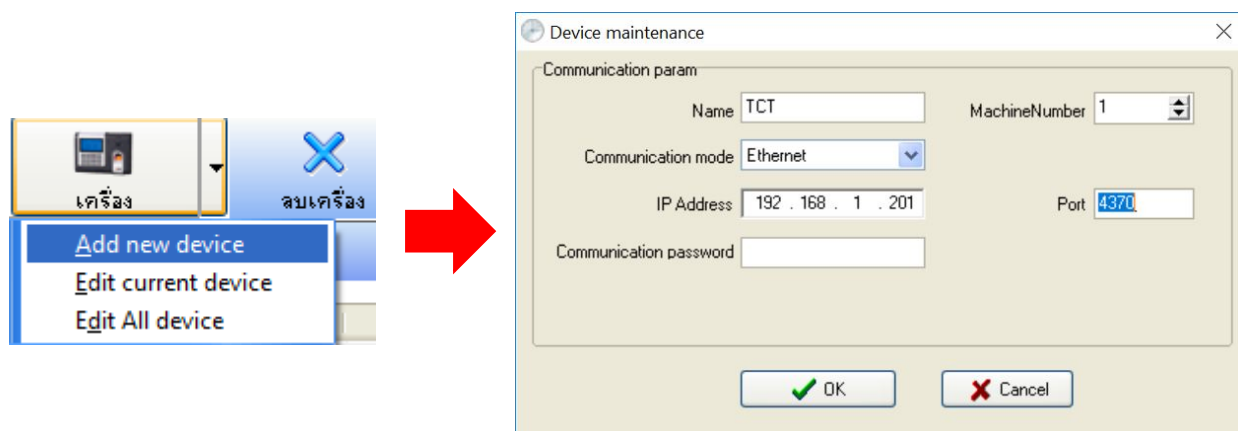 เครื่อง
ลบเครื่อง
Add new device
Edit current device
Edit All device
Device maintenance
Communication param
Name TCT MachineNumber 1
Communication mode Ethernet
IP Address 192 . 168 . 1 . 201 Port 4370
Communication password
OK Cancel